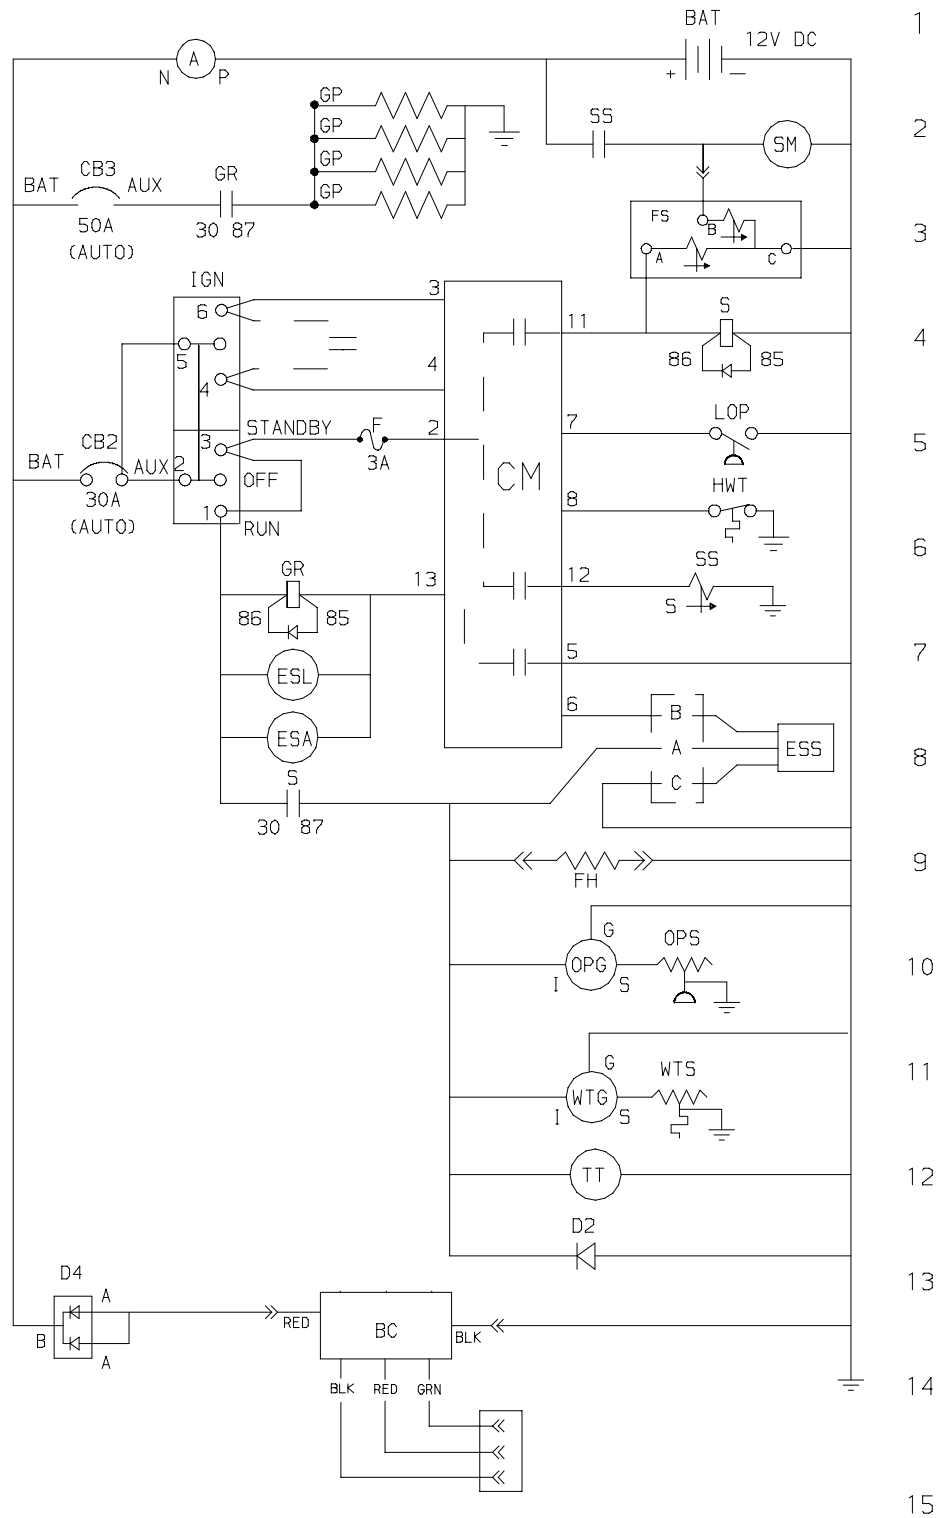 BAT
12V DC
1
A
N
P
+
−
GP
SS
2
GP
SM
CB3
GP
BAT
AUX
GR
GP
50A
30 87
(AUTO)
FS
B
A
C
3
IGN
6
3
11
S
4
5
4
4
86
85
7
LOP
STANDBY
F
2
3
3A
5
CB2
BAT
AUX
2
OFF
CM
30A
(AUTO)
8
HWT
1
RUN
6
GR
13
12
SS
S
86
85
5
7
ESL
6
B
ESA
A
ESS
8
S
C
30 87
9
FH
G
OPS
OPG
10
I
S
G
WTS
11
WTG
I
S
TT
12
D2
13
D4
A
RED
BC
BLK
B
A
BLK
RED
GRN
14
15